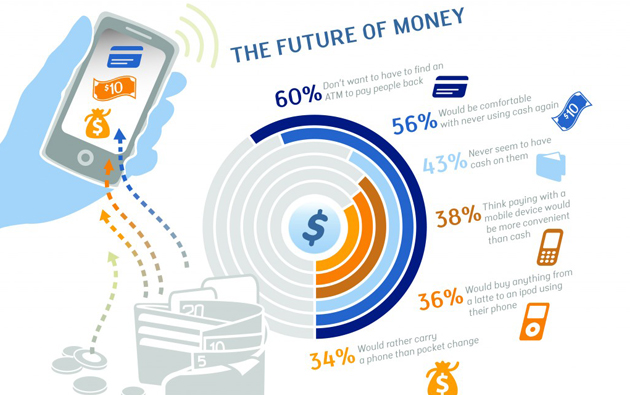 THE FUTURE OF MONEY
$10
$
60% Don't want to have to find an
ATM to pay people back
56% Would be comfortable
with never using cash again
$10
43% Never seem to have
cash on them
38% Think paying with a
mobile device would
be more convenient
than cash
$
36% Would buy anything from
a latte to an ipod using
their phone
34% Would rather carry
a phone than pocket change
$
20
10
5